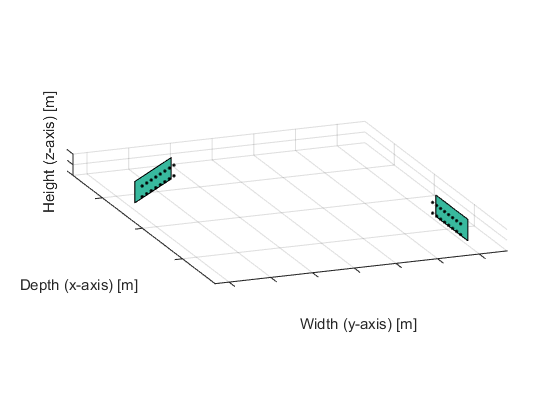 Height (z-axis) [m]
Depth (x-axis) [m]
Width (y-axis) [m]